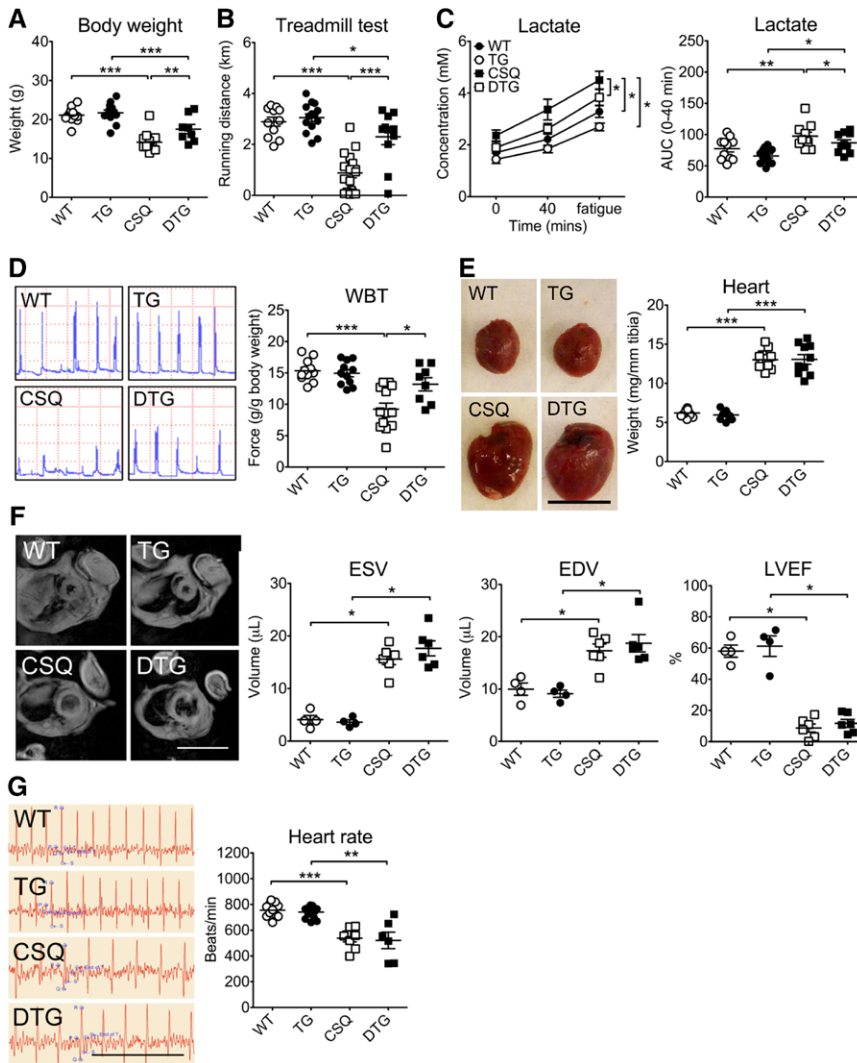 A
Body weight
***
***
**
Weight (g)
40
30
20
10
0
WT
TG
CSQ
DTG
B
Treadmill test
*
***
***
Running distance (km)
6
4
2
0
WT
TG
CSQ
DTG
C
Lactate
WT
TG
CSQ
DTG
*
*
*
Concentration (mM)
6
4
2
0
0
40
fatigue
Time (mins)
Lactate
*
**
*
AUC (0-40 min)
250
200
150
100
50
0
WT
TG
CSQ
DTG
D
WT
TG
CSQ
DTG
WBT
***
*
Force (g/g body weight)
25
20
15
10
5
0
WT
TG
CSQ
DTG
E
WT
TG
CSQ
DTG
Heart
***
***
Weight (mg/mm tibia)
20
15
10
5
0
WT
TG
CSQ
DTG
F
WT
TG
CSQ
DTG
ESV
*
*
Volume (µL)
30
20
10
0
WT
TG
CSQ
DTG
EDV
*
*
Volume (µL)
30
20
10
0
WT
TG
CSQ
DTG
LVEF
*
*
%
100
80
60
40
20
0
WT
TG
CSQ
DTG
G
WT
TG
CSQ
DTG
Heart rate
**
***
Beats/min
1200
1000
800
600
400
200
0
WT
TG
CSQ
DTG